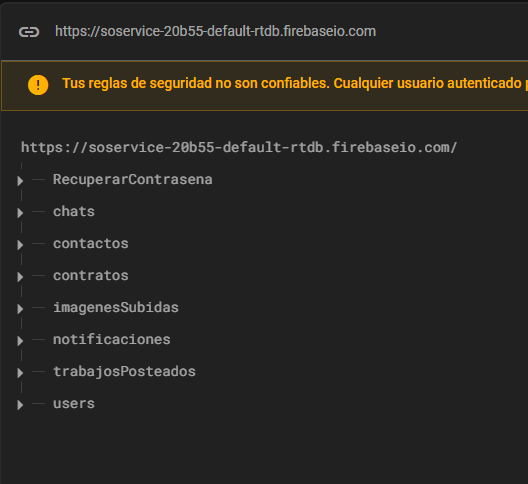 https://soservice-20b55-default-rtdb.firebaseio.com
Tus reglas de seguridad no son confiables. Cualquier usuario autenticado
https://soservice-20b55-default-rtdb.firebaseio.com/
RecuperarContrasena
chats
contactos
contratos
imagenesSubidas
notificaciones
trabajosPosteados
users